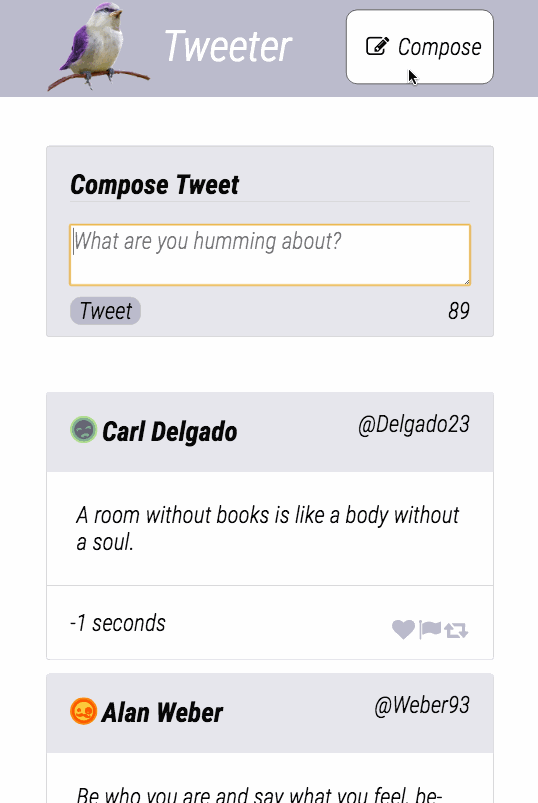 Tweeter
Compose
Compose Tweet
What are you humming about?
Tweet
89
Carl Delgado
@Delgado23
A room without books is like a body without
a soul.
-1 seconds
Alan Weber
@Weber93
Be who you are and say what you feel, be-